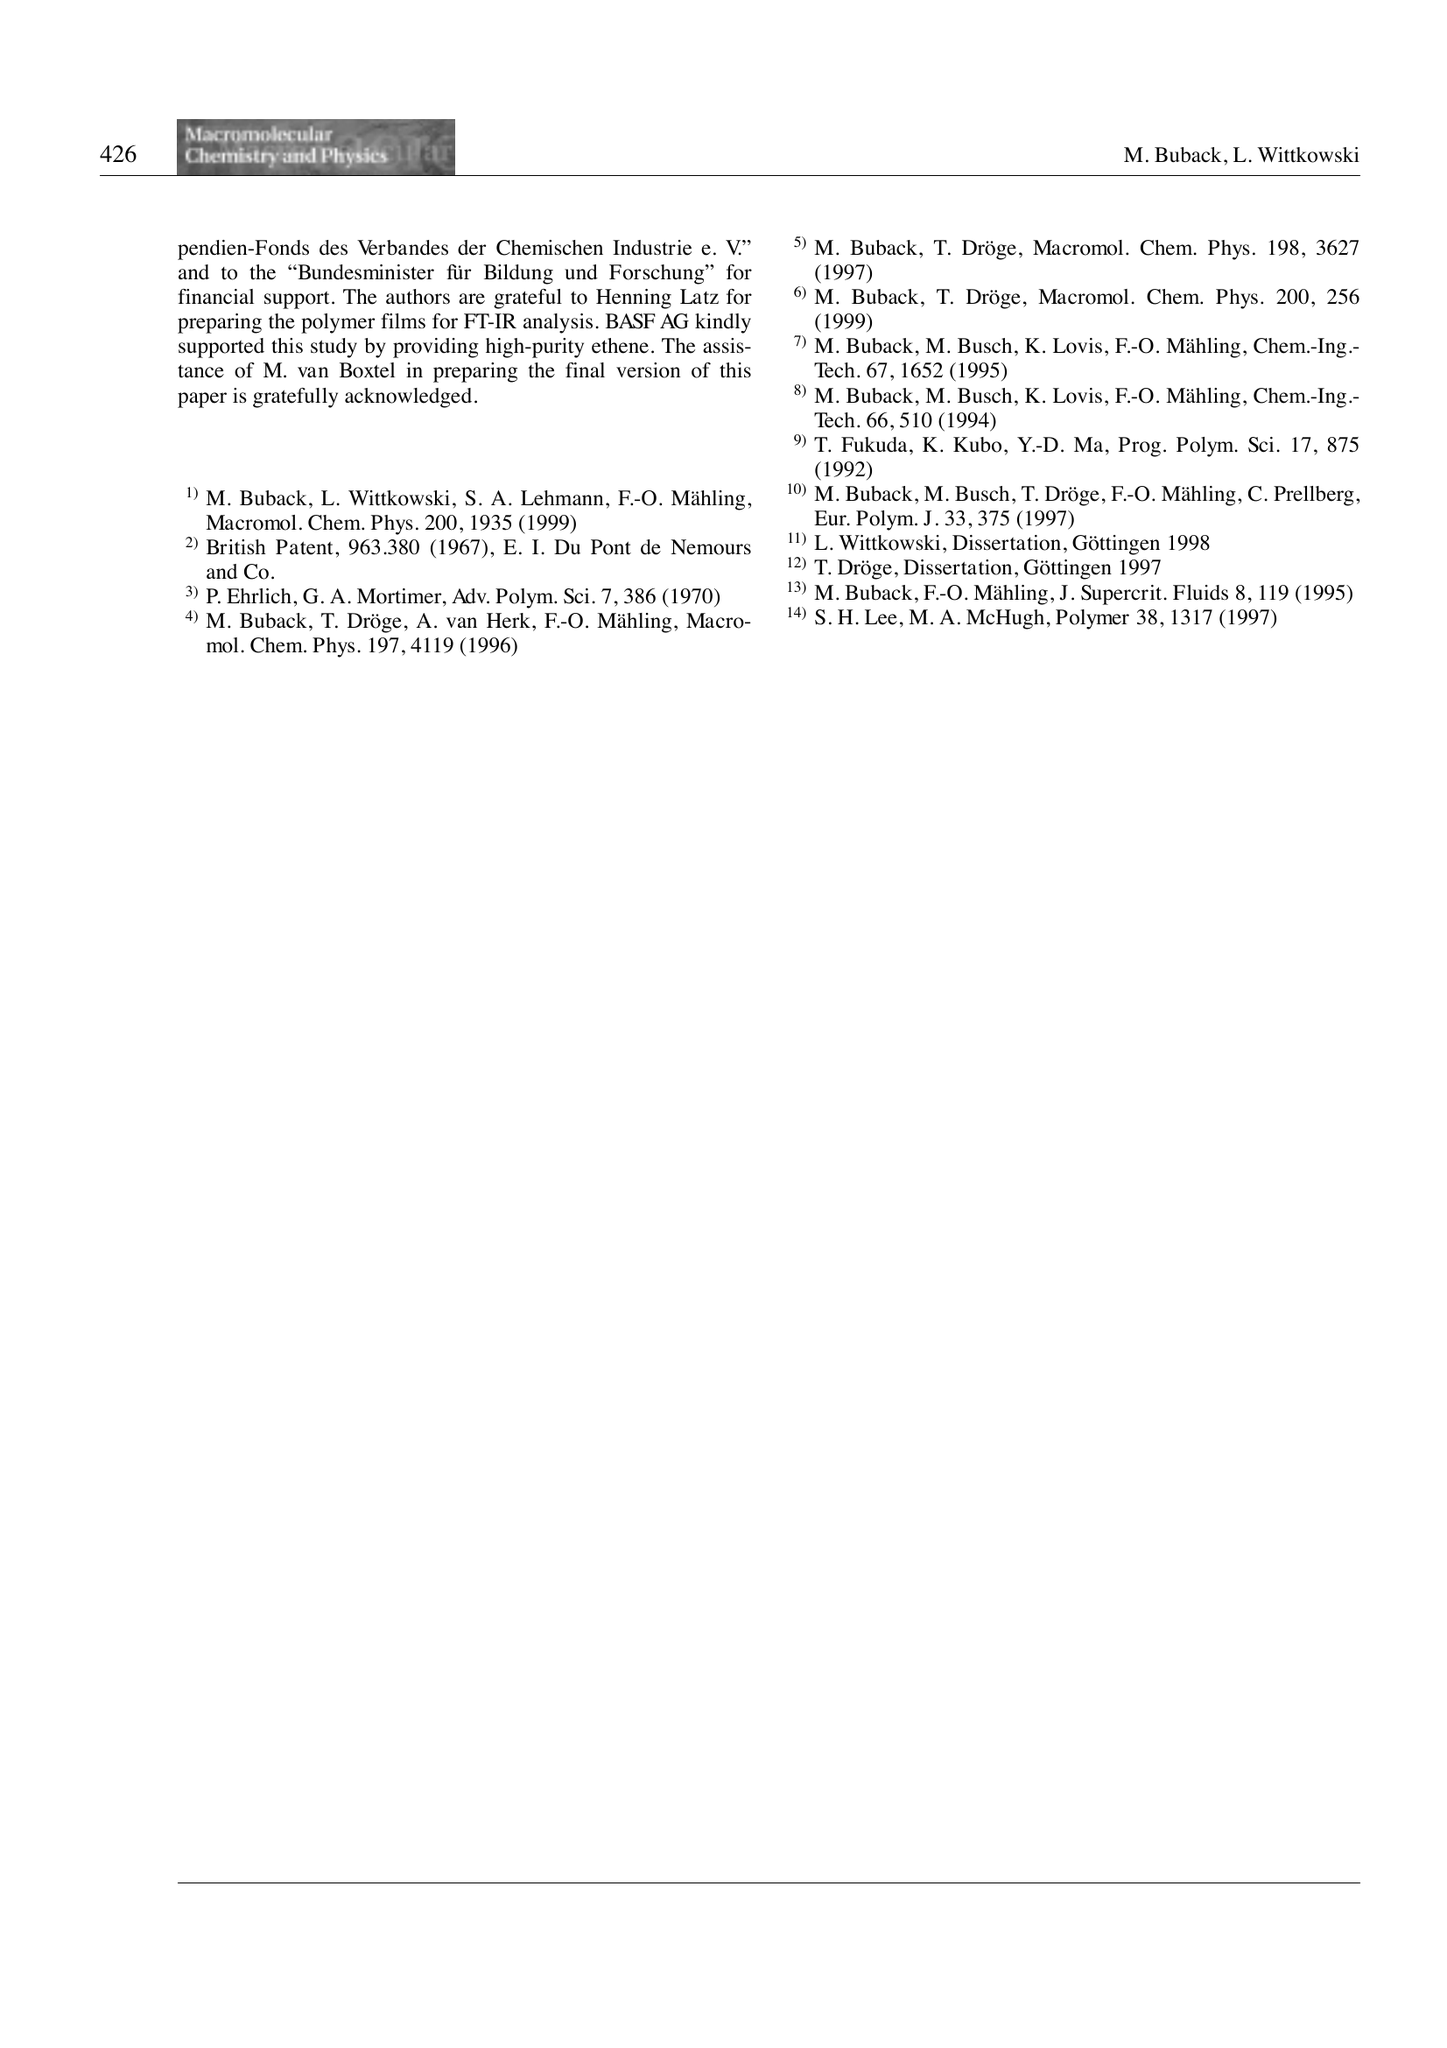 426
Macromolecular
Chemistry and Physics
M. Buback, L. Wittkowski
pendien-Fonds des Verbandes der Chemischen Industrie e. V.”
and to the “Bundesminister für Bildung und Forschung” for
financial support. The authors are grateful to Henning Latz for
preparing the polymer films for FT-IR analysis. BASF AG kindly
supported this study by providing high-purity ethene. The assis-
tance of M. van Boxtel in preparing the final version of this
paper is gratefully acknowledged.
1) M. Buback, L. Wittkowski, S. A. Lehmann, F.-O. Mähling,
Macromol. Chem. Phys. 200, 1935 (1999)
2) British Patent, 963.380 (1967), E. I. Du Pont de Nemours
and Co.
3) P. Ehrlich, G. A. Mortimer, Adv. Polym. Sci. 7, 386 (1970)
4) M. Buback, T. Dröge, A. van Herk, F.-O. Mähling, Macro-
mol. Chem. Phys. 197, 4119 (1996)
5) M. Buback, T. Dröge, Macromol. Chem. Phys. 198, 3627
(1997)
6) M. Buback, T. Dröge, Macromol. Chem. Phys. 200, 256
(1999)
7) M. Buback, M. Busch, K. Lovis, F.-O. Mähling, Chem.-Ing.-
Tech. 67, 1652 (1995)
8) M. Buback, M. Busch, K. Lovis, F.-O. Mähling, Chem.-Ing.-
Tech. 66, 510 (1994)
9) T. Fukuda, K. Kubo, Y.-D. Ma, Prog. Polym. Sci. 17, 875
(1992)
10) M. Buback, M. Busch, T. Dröge, F.-O. Mähling, C. Prellberg,
Eur. Polym. J. 33, 375 (1997)
11) L. Wittkowski, Dissertation, Göttingen 1998
12) T. Dröge, Dissertation, Göttingen 1997
13) M. Buback, F.-O. Mähling, J. Supercrit. Fluids 8, 119 (1995)
14) S. H. Lee, M. A. McHugh, Polymer 38, 1317 (1997)